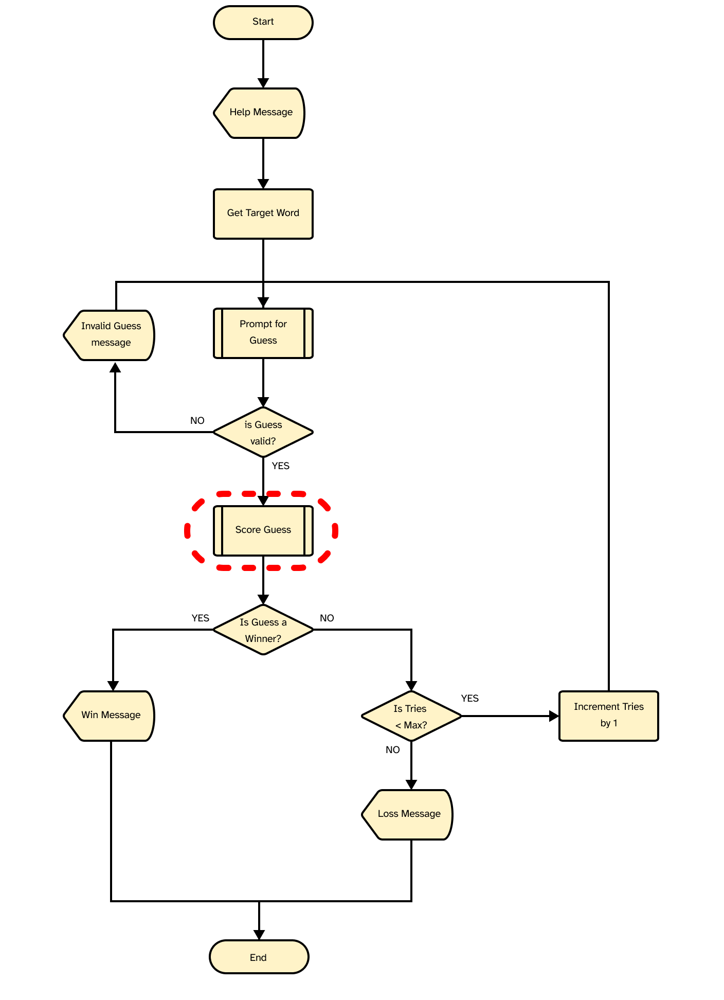 Start
Help Message
Get Target Word
Invalid Guess
message
Prompt for
Guess
NO
is Guess
valid?
YES
Score Guess
YES
Is Guess a
Winner?
NO
Win Message
Is Tries
< Max?
YES
Increment Tries
by 1
NO
Loss Message
End